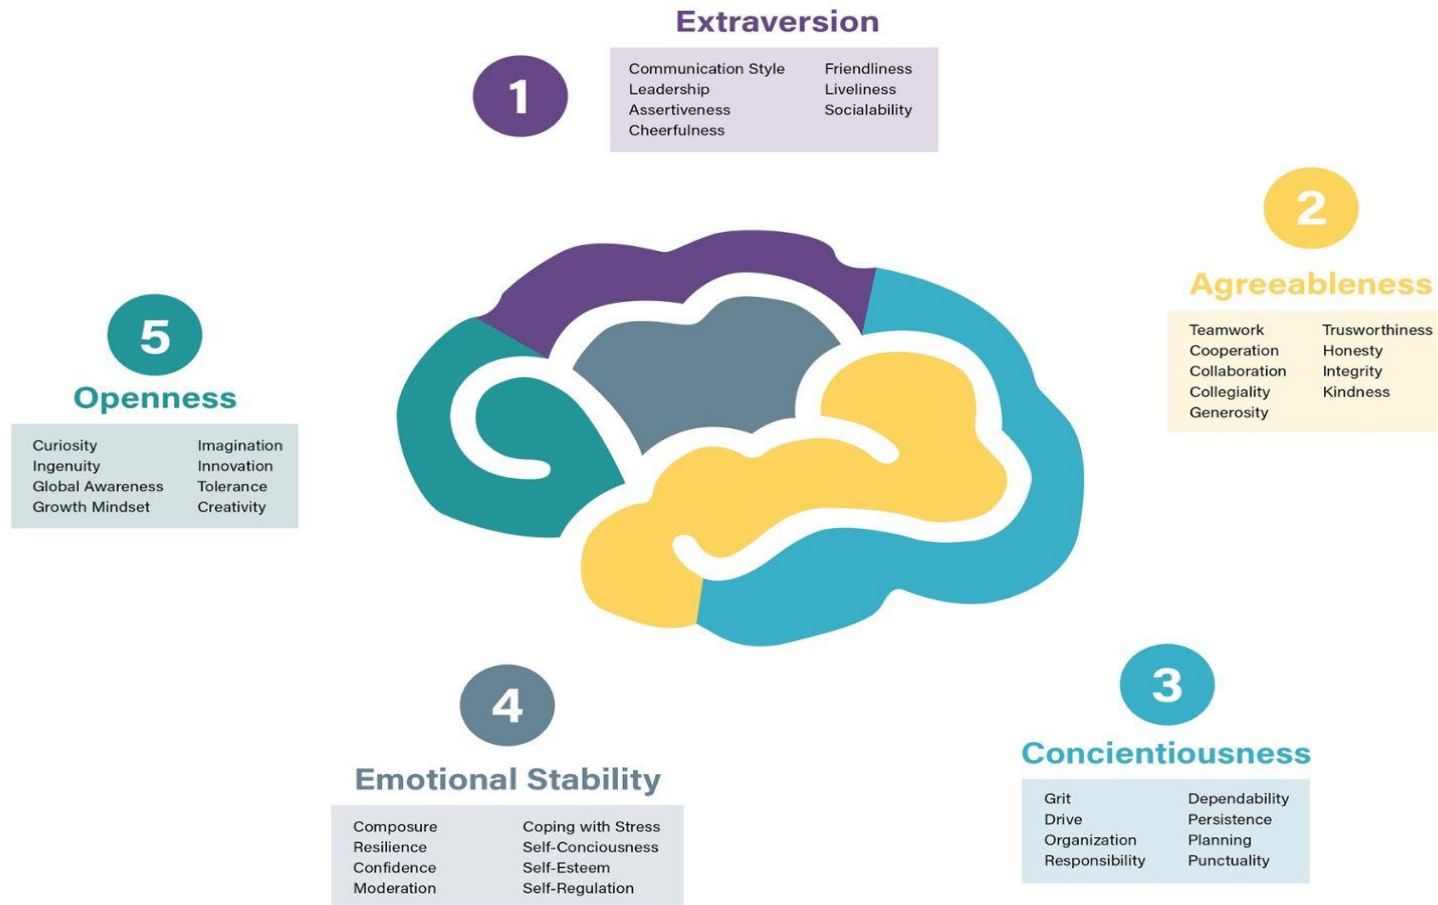 Extraversion
1
Communication Style
Leadership
Assertiveness
Cheerfulness
Friendliness
Liveliness
Socialability
2
Agreeableness
Teamwork
Cooperation
Collaboration
Collegiality
Generosity
Trusworthiness
Honesty
Integrity
Kindness
3
Concientiousness
Grit
Drive
Organization
Responsibility
Dependability
Persistence
Planning
Punctuality
4
Emotional Stability
Composure
Resilience
Confidence
Moderation
Coping with Stress
Self-Conciousness
Self-Esteem
Self-Regulation
5
Openness
Curiosity
Ingenuity
Global Awareness
Growth Mindset
Imagination
Innovation
Tolerance
Creativity